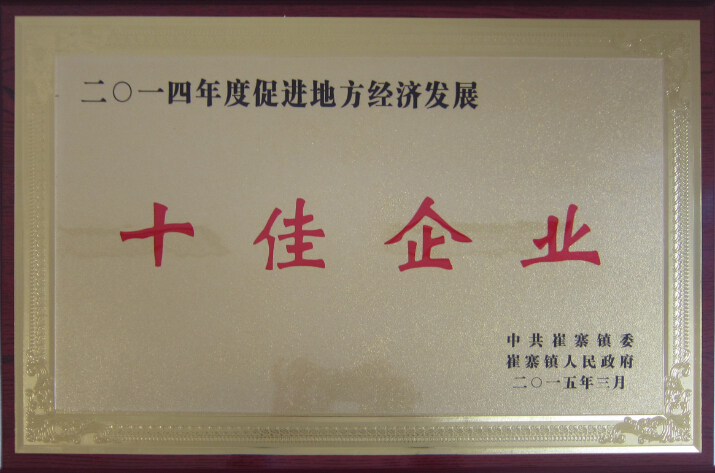 二〇一四年度促进地方经济发展
十佳企业
中共崔寨镇委
崔寨镇人民政府
二〇一五年三月